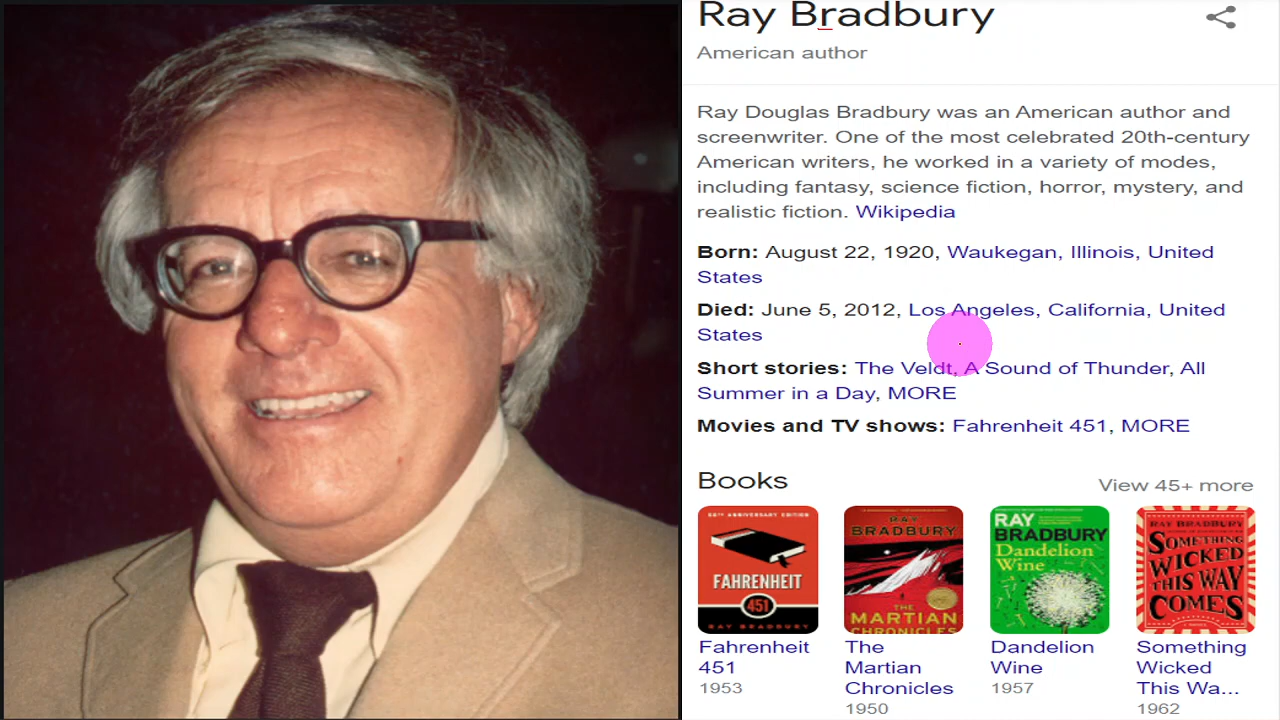 Ray Bradbury
American author
Ray Douglas Bradbury was an American author and
screenwriter. One of the most celebrated 20th-century
American writers, he worked in a variety of modes,
including fantasy, science fiction, horror, mystery, and
realistic fiction. Wikipedia
Born: August 22, 1920, Waukegan, Illinois, United
States
Died: June 5, 2012, Los Angeles, California, United
States
Short stories: The Veldt, A Sound of Thunder, All
Summer in a Day, MORE
Movies and TV shows: Fahrenheit 451, MORE
Books
View 45+ more
60TH ANNIVERSARY EDITION
FAHRENHEIT
451
RAY BRADBURY
RAY
BRADBURY
THE
MARTIAN
CHRONICLES
RAY
BRADBURY
Dandelion
Wine
RAY BRADBURY
SOMETHING
WICKED
THIS WAY
COMES
Fahrenheit
451
1953
The
Martian
Chronicles
1950
Dandelion
Wine
1957
Something
Wicked
This Wa...
1962